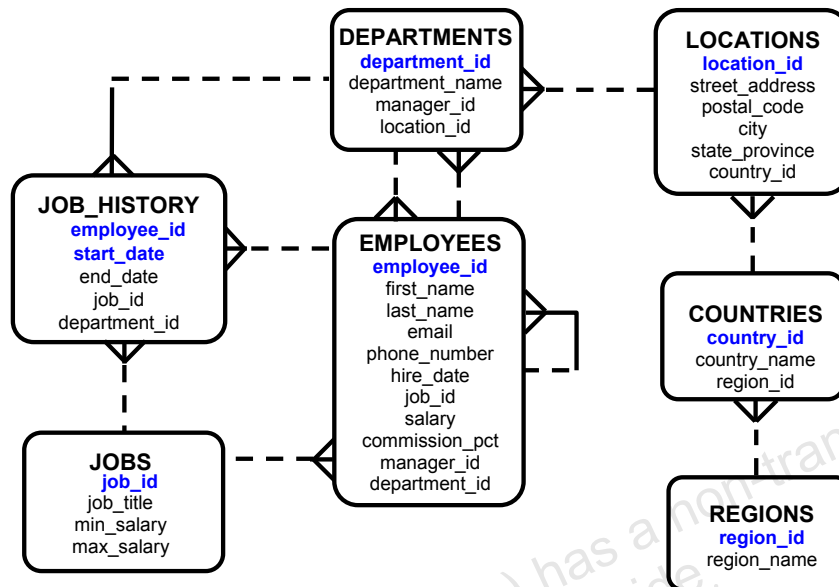 DEPARTMENTS
department_id
department_name
manager_id
location_id
LOCATIONS
location_id
street_address
postal_code
city
state_province
country_id
JOB_HISTORY
employee_id
start_date
end_date
job_id
department_id
EMPLOYEES
employee_id
first_name
last_name
email
phone_number
hire_date
job_id
salary
commission_pct
manager_id
department_id
COUNTRIES
country_id
country_name
region_id
JOBS
job_id
job_title
min_salary
max_salary
REGIONS
region_id
region_name
) has a non-tran